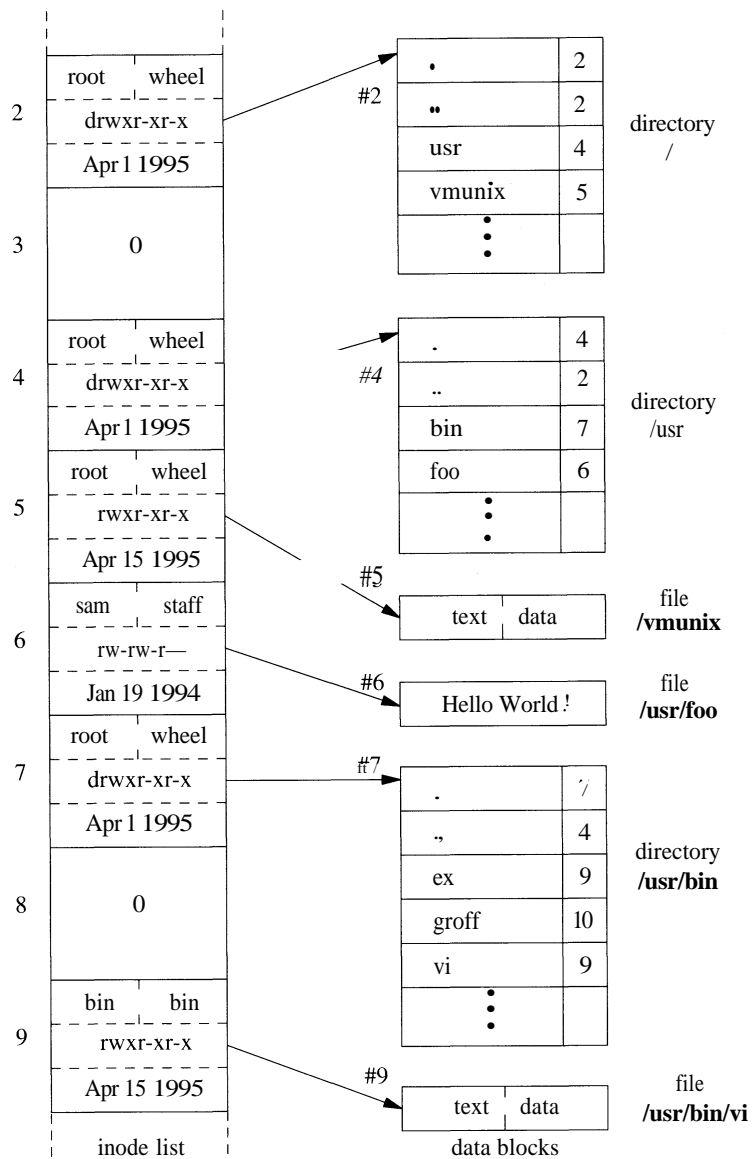 root wheel
2 drwxr-xr-x
Apr 1 1995
3 0
root wheel
4 drwxr-xr-x
Apr 1 1995
root wheel
5 rwxr-xr-x
Apr 15 1995
sam staff
6 rw-rw-r—
Jan 19 1994
root wheel
7 drwxr-xr-x
Apr 1 1995
8 0
bin bin
9 rwxr-xr-x
Apr 15 1995
inode list
#2
. 2
.. 2
usr 4
vmunix 5
directory
/
#4
. 4
.. 2
bin 7
foo 6
directory
/usr
#5
text data
file
/vmunix
#6
Hello World !
file
/usr/foo
#7
.
., 4
ex 9
groff 10
vi 9
directory
/usr/bin
#9
text data
file
/usr/bin/vi
data blocks